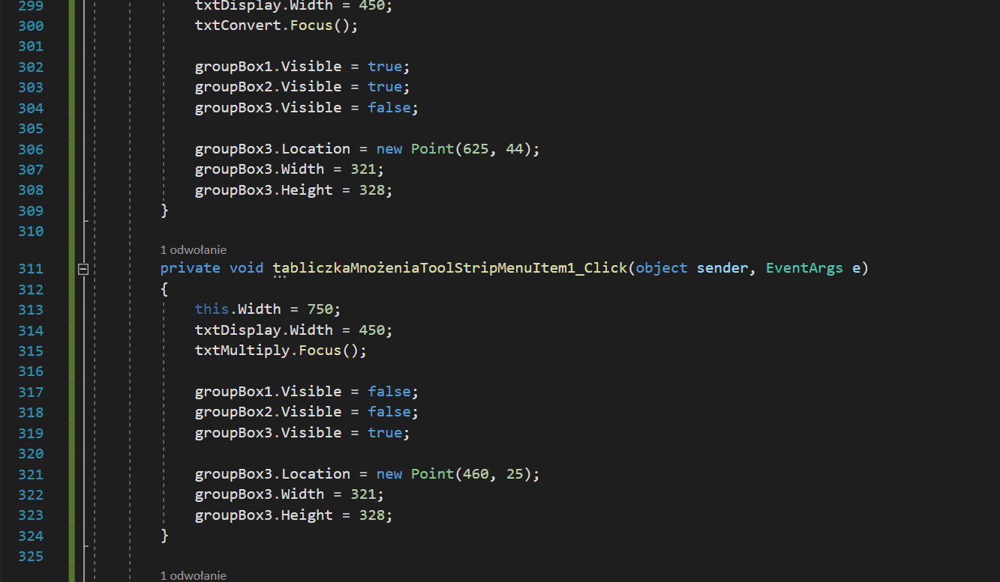 299 txtDisplay.Width = 450;
300 txtConvert.Focus();
301
302 groupBox1.Visible = true;
303 groupBox2.Visible = true;
304 groupBox3.Visible = false;
305
306 groupBox3.Location = new Point(625, 44);
307 groupBox3.Width = 321;
308 groupBox3.Height = 328;
309 }
310
1 odwołanie
311 private void tabliczkaMnożeniaToolStripMenuItem1_Click(object sender, EventArgs e)
312 {
313 this.Width = 750;
314 txtDisplay.Width = 450;
315 txtMultiply.Focus();
316
317 groupBox1.Visible = false;
318 groupBox2.Visible = false;
319 groupBox3.Visible = true;
320
321 groupBox3.Location = new Point(460, 25);
322 groupBox3.Width = 321;
323 groupBox3.Height = 328;
324 }
325
1 odwołanie